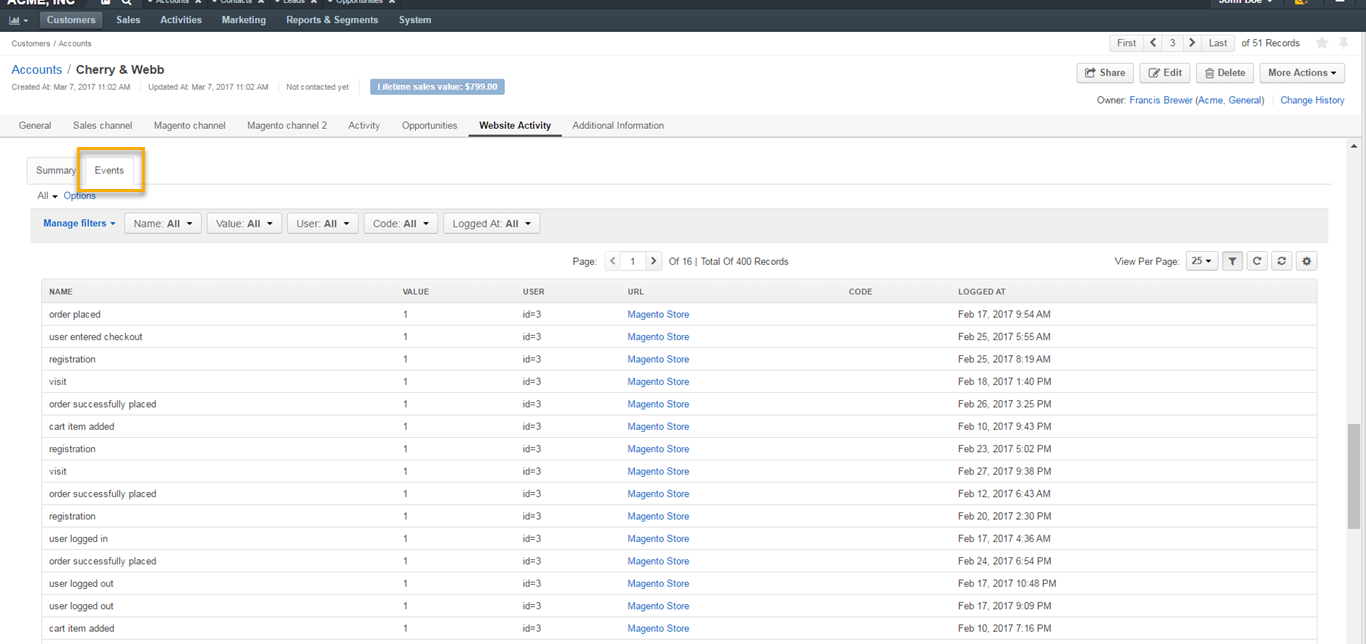 ACME, INC Accounts Contacts Leads Opportunities John Doe
Customers Sales Activities Marketing Reports & Segments System
Customers / Accounts First 3 Last of 51 Records
Accounts / Cherry & Webb Share Edit Delete More Actions
Created At: Mar 7, 2017 11:02 AM Updated At: Mar 7, 2017 11:02 AM Not contacted yet Lifetime sales value: $799.00
Owner: Francis Brewer (Acme, General) Change History
General Sales channel Magento channel Magento channel 2 Activity Opportunities Website Activity Additional Information
Summary Events
All Options
Manage filters Name: All Value: All User: All Code: All Logged At: All
Page: 1 Of 16 | Total Of 400 Records View Per Page: 25
NAME VALUE USER URL CODE LOGGED AT
order placed 1 id=3 Magento Store Feb 17, 2017 9:54 AM
user entered checkout 1 id=3 Magento Store Feb 25, 2017 5:55 AM
registration 1 id=3 Magento Store Feb 25, 2017 8:19 AM
visit 1 id=3 Magento Store Feb 18, 2017 1:40 PM
order successfully placed 1 id=3 Magento Store Feb 26, 2017 3:25 PM
cart item added 1 id=3 Magento Store Feb 10, 2017 9:43 PM
registration 1 id=3 Magento Store Feb 23, 2017 5:02 PM
visit 1 id=3 Magento Store Feb 27, 2017 9:38 PM
order successfully placed 1 id=3 Magento Store Feb 12, 2017 6:43 AM
registration 1 id=3 Magento Store Feb 20, 2017 2:30 PM
user logged in 1 id=3 Magento Store Feb 17, 2017 4:36 AM
order successfully placed 1 id=3 Magento Store Feb 24, 2017 6:54 PM
user logged out 1 id=3 Magento Store Feb 17, 2017 10:48 PM
user logged out 1 id=3 Magento Store Feb 17, 2017 9:09 PM
cart item added 1 id=3 Magento Store Feb 10, 2017 7:16 PM